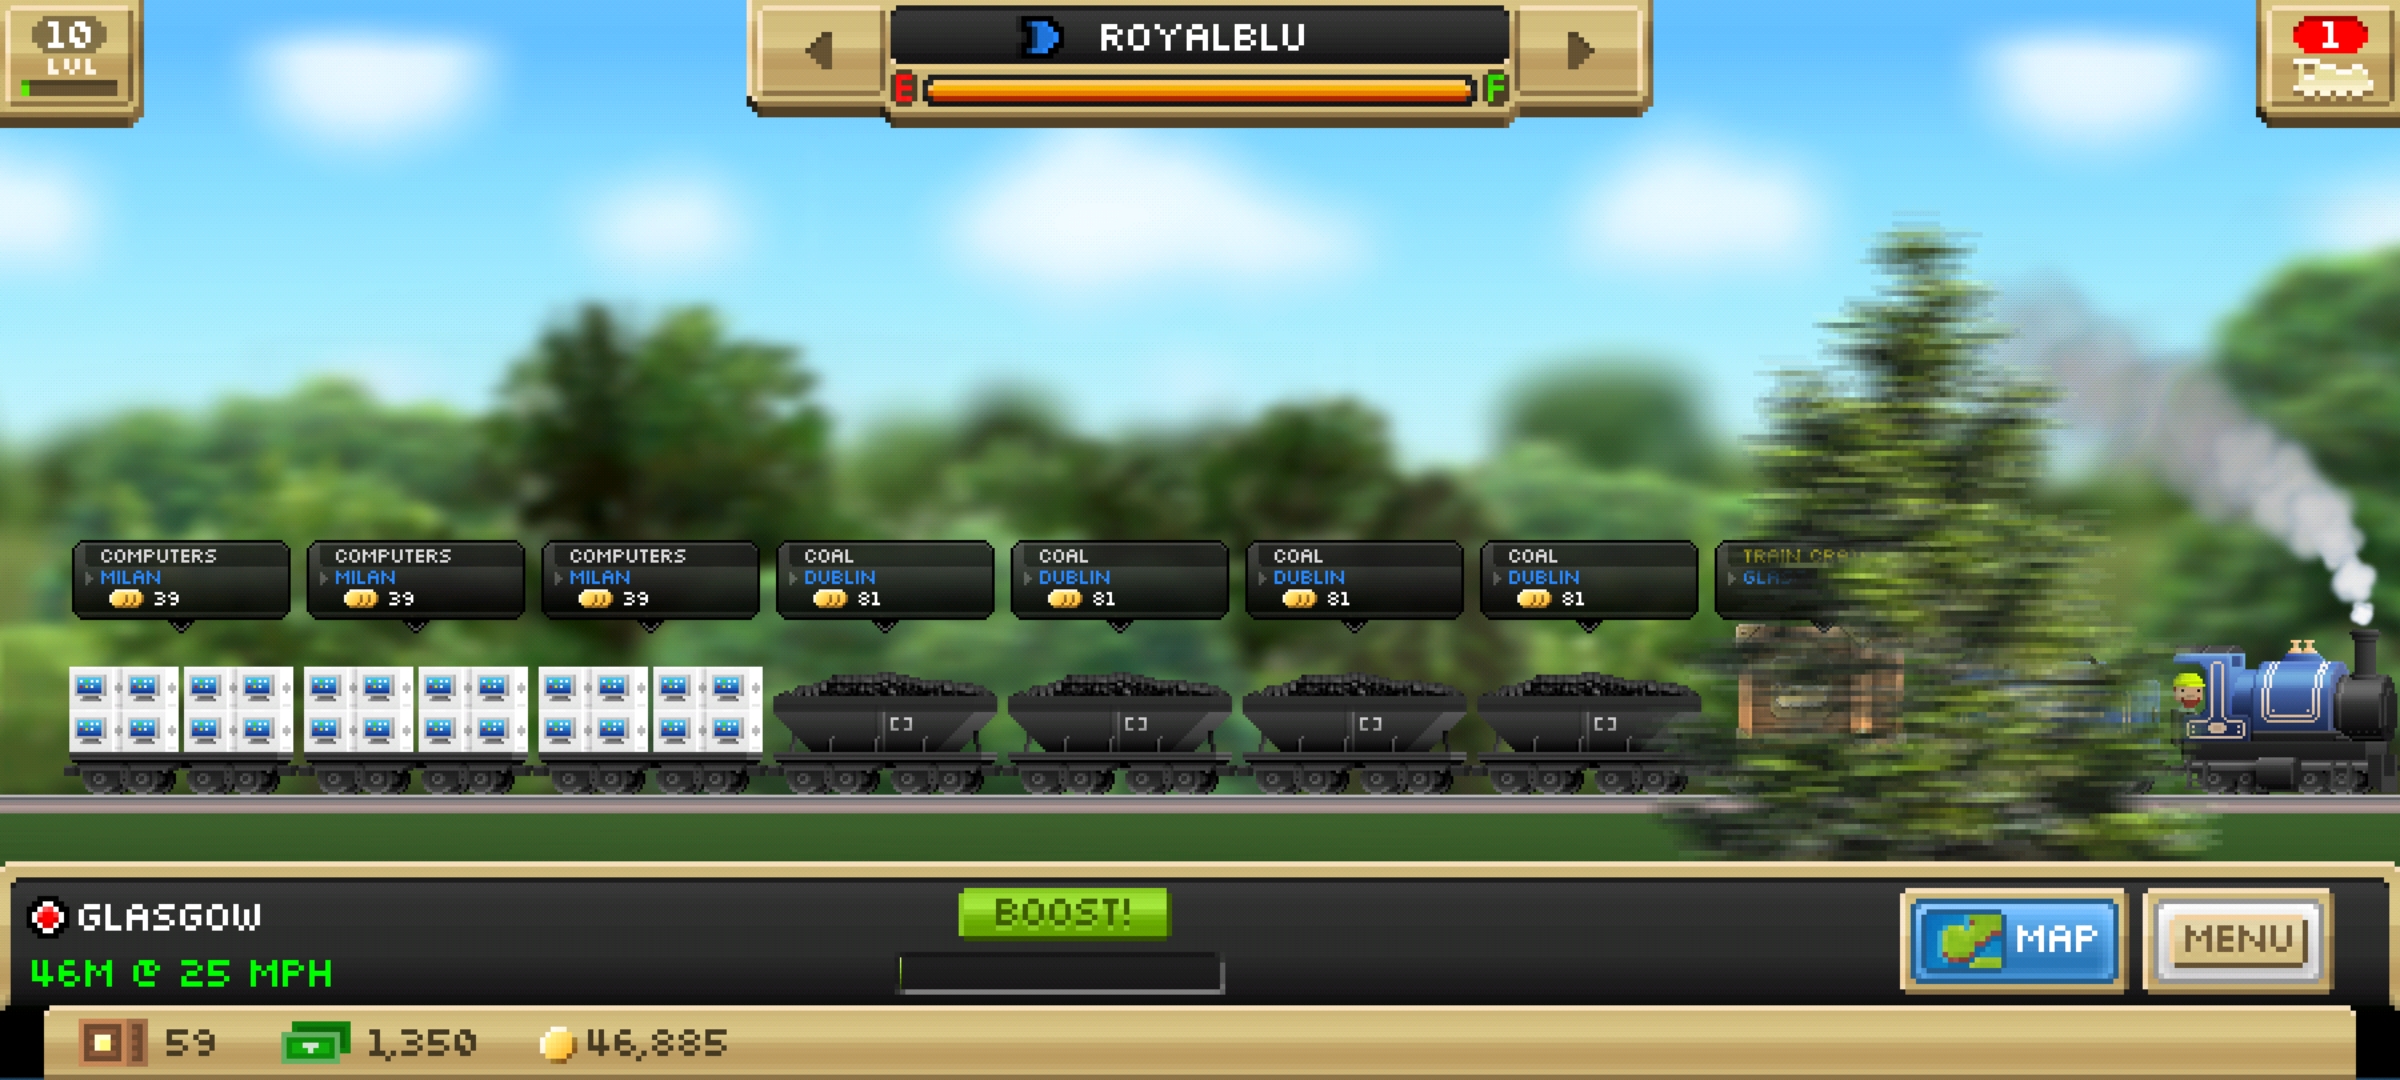 10
LVL
ROYALBLU
E F
1
COMPUTERS
MILAN
39
COMPUTERS
MILAN
39
COMPUTERS
MILAN
39
COAL
DUBLIN
81
COAL
DUBLIN
81
COAL
DUBLIN
81
COAL
DUBLIN
81
TRAIN
GLASGOW
46M @ 25 MPH
BOOST!
MAP
MENU
59
1,350
46,885